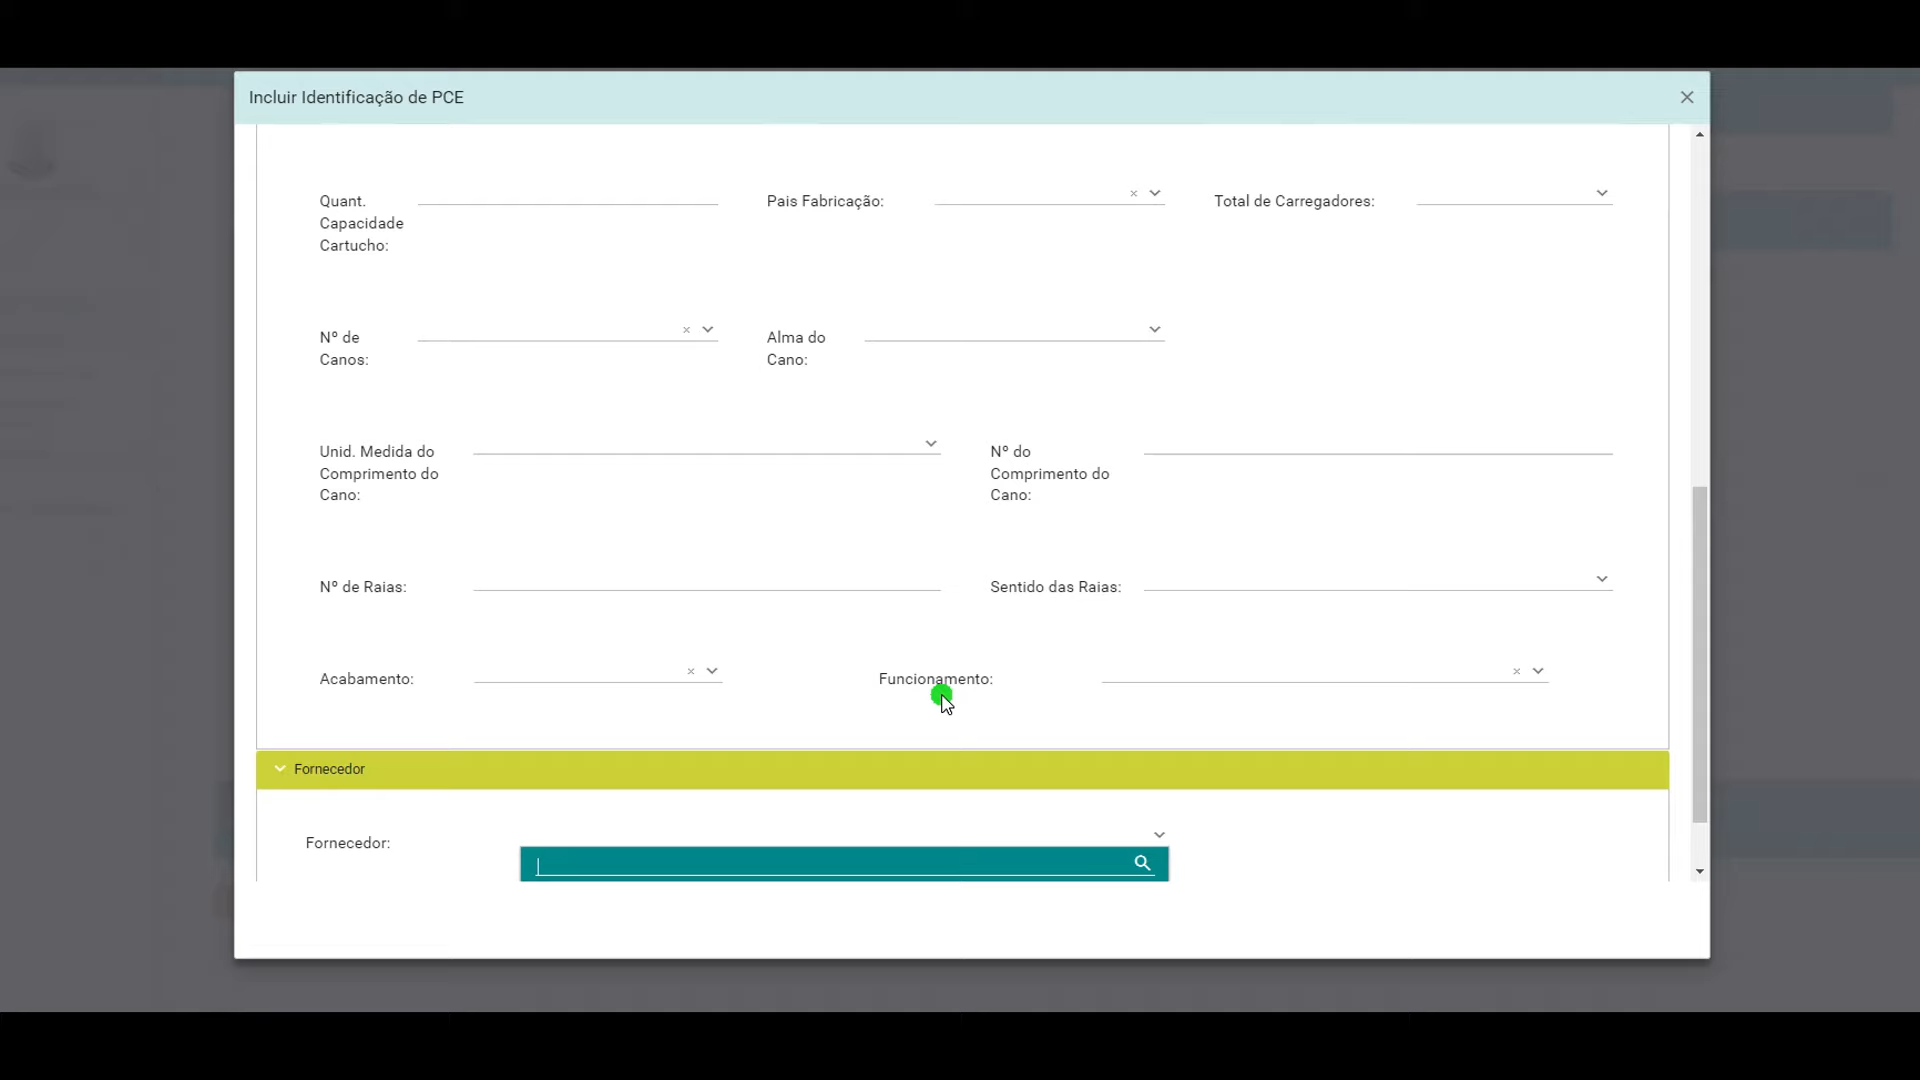 Incluir Identificação de PCE
Quant.
Capacidade
Cartucho:
Pais Fabricação:
Total de Carregadores:
Nº de
Canos:
Alma do
Cano:
Unid. Medida do
Comprimento do
Cano:
Nº do
Comprimento do
Cano:
Nº de Raias:
Sentido das Raias:
Acabamento:
Funcionamento:
Fornecedor
Fornecedor: